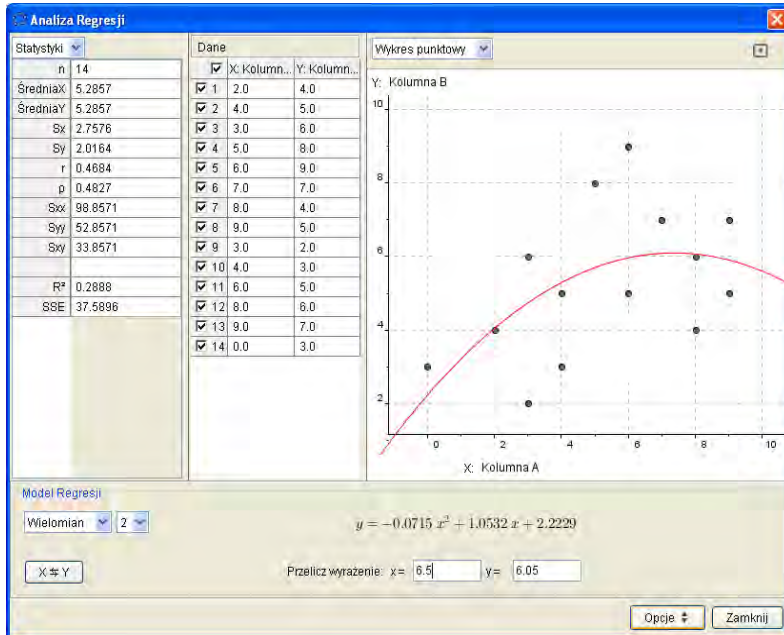 Analiza Regresji
Statystyki
n 14
ŚredniaX 5.2857
ŚredniaY 5.2857
Sx 2.7576
Sy 2.0164
r 0.4684
ρ 0.4827
Sxx 98.8571
Syy 52.8571
Sxy 33.8571
R² 0.2888
SSE 37.5896
Dane
X: Kolumn... Y: Kolumn...
1 2.0 4.0
2 4.0 5.0
3 3.0 6.0
4 5.0 8.0
5 6.0 9.0
6 7.0 7.0
7 8.0 4.0
8 9.0 5.0
9 3.0 2.0
10 4.0 3.0
11 6.0 5.0
12 8.0 6.0
13 9.0 7.0
14 0.0 3.0
Wykres punktowy
Y: Kolumna B
10
8
6
4
2
0 2 4 6 8 10
X: Kolumna A
Model Regresji
Wielomian 2
y = −0.0715 x² + 1.0532 x + 2.2229
X ⇆ Y
Przelicz wyrażenie: x = 6.5 y = 6.05
Opcje
Zamknij